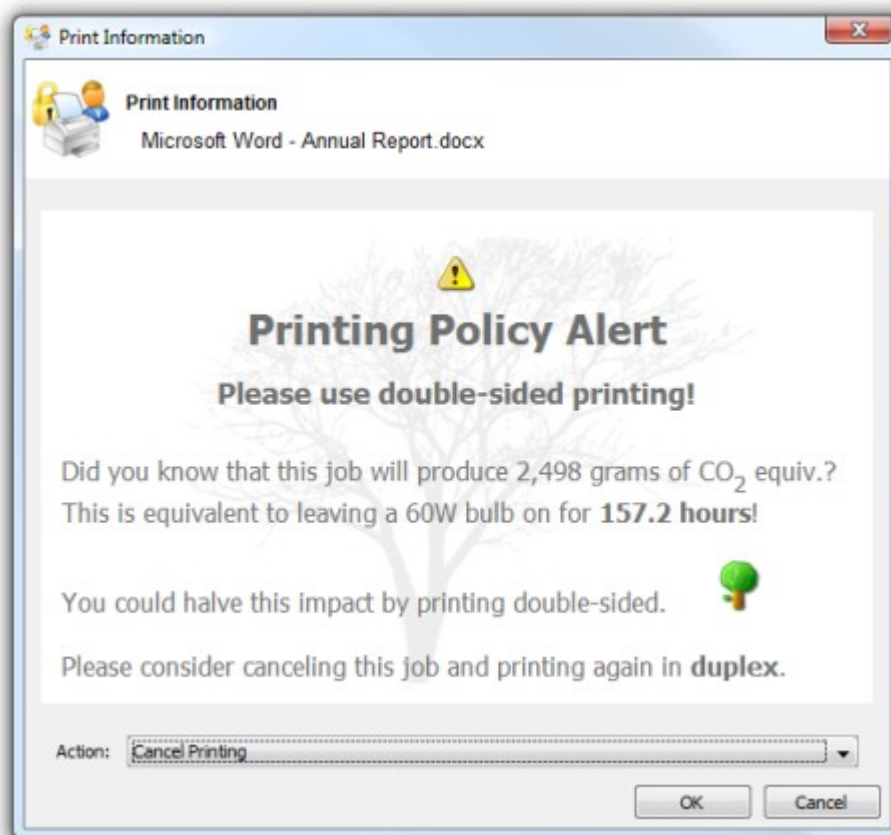 Print Information
Print Information
Microsoft Word - Annual Report.docx
Printing Policy Alert
Please use double-sided printing!
Did you know that this job will produce 2,498 grams of CO₂ equiv.?
This is equivalent to leaving a 60W bulb on for 157.2 hours!
You could halve this impact by printing double-sided.
Please consider canceling this job and printing again in duplex.
Action: Cancel Printing
OK Cancel